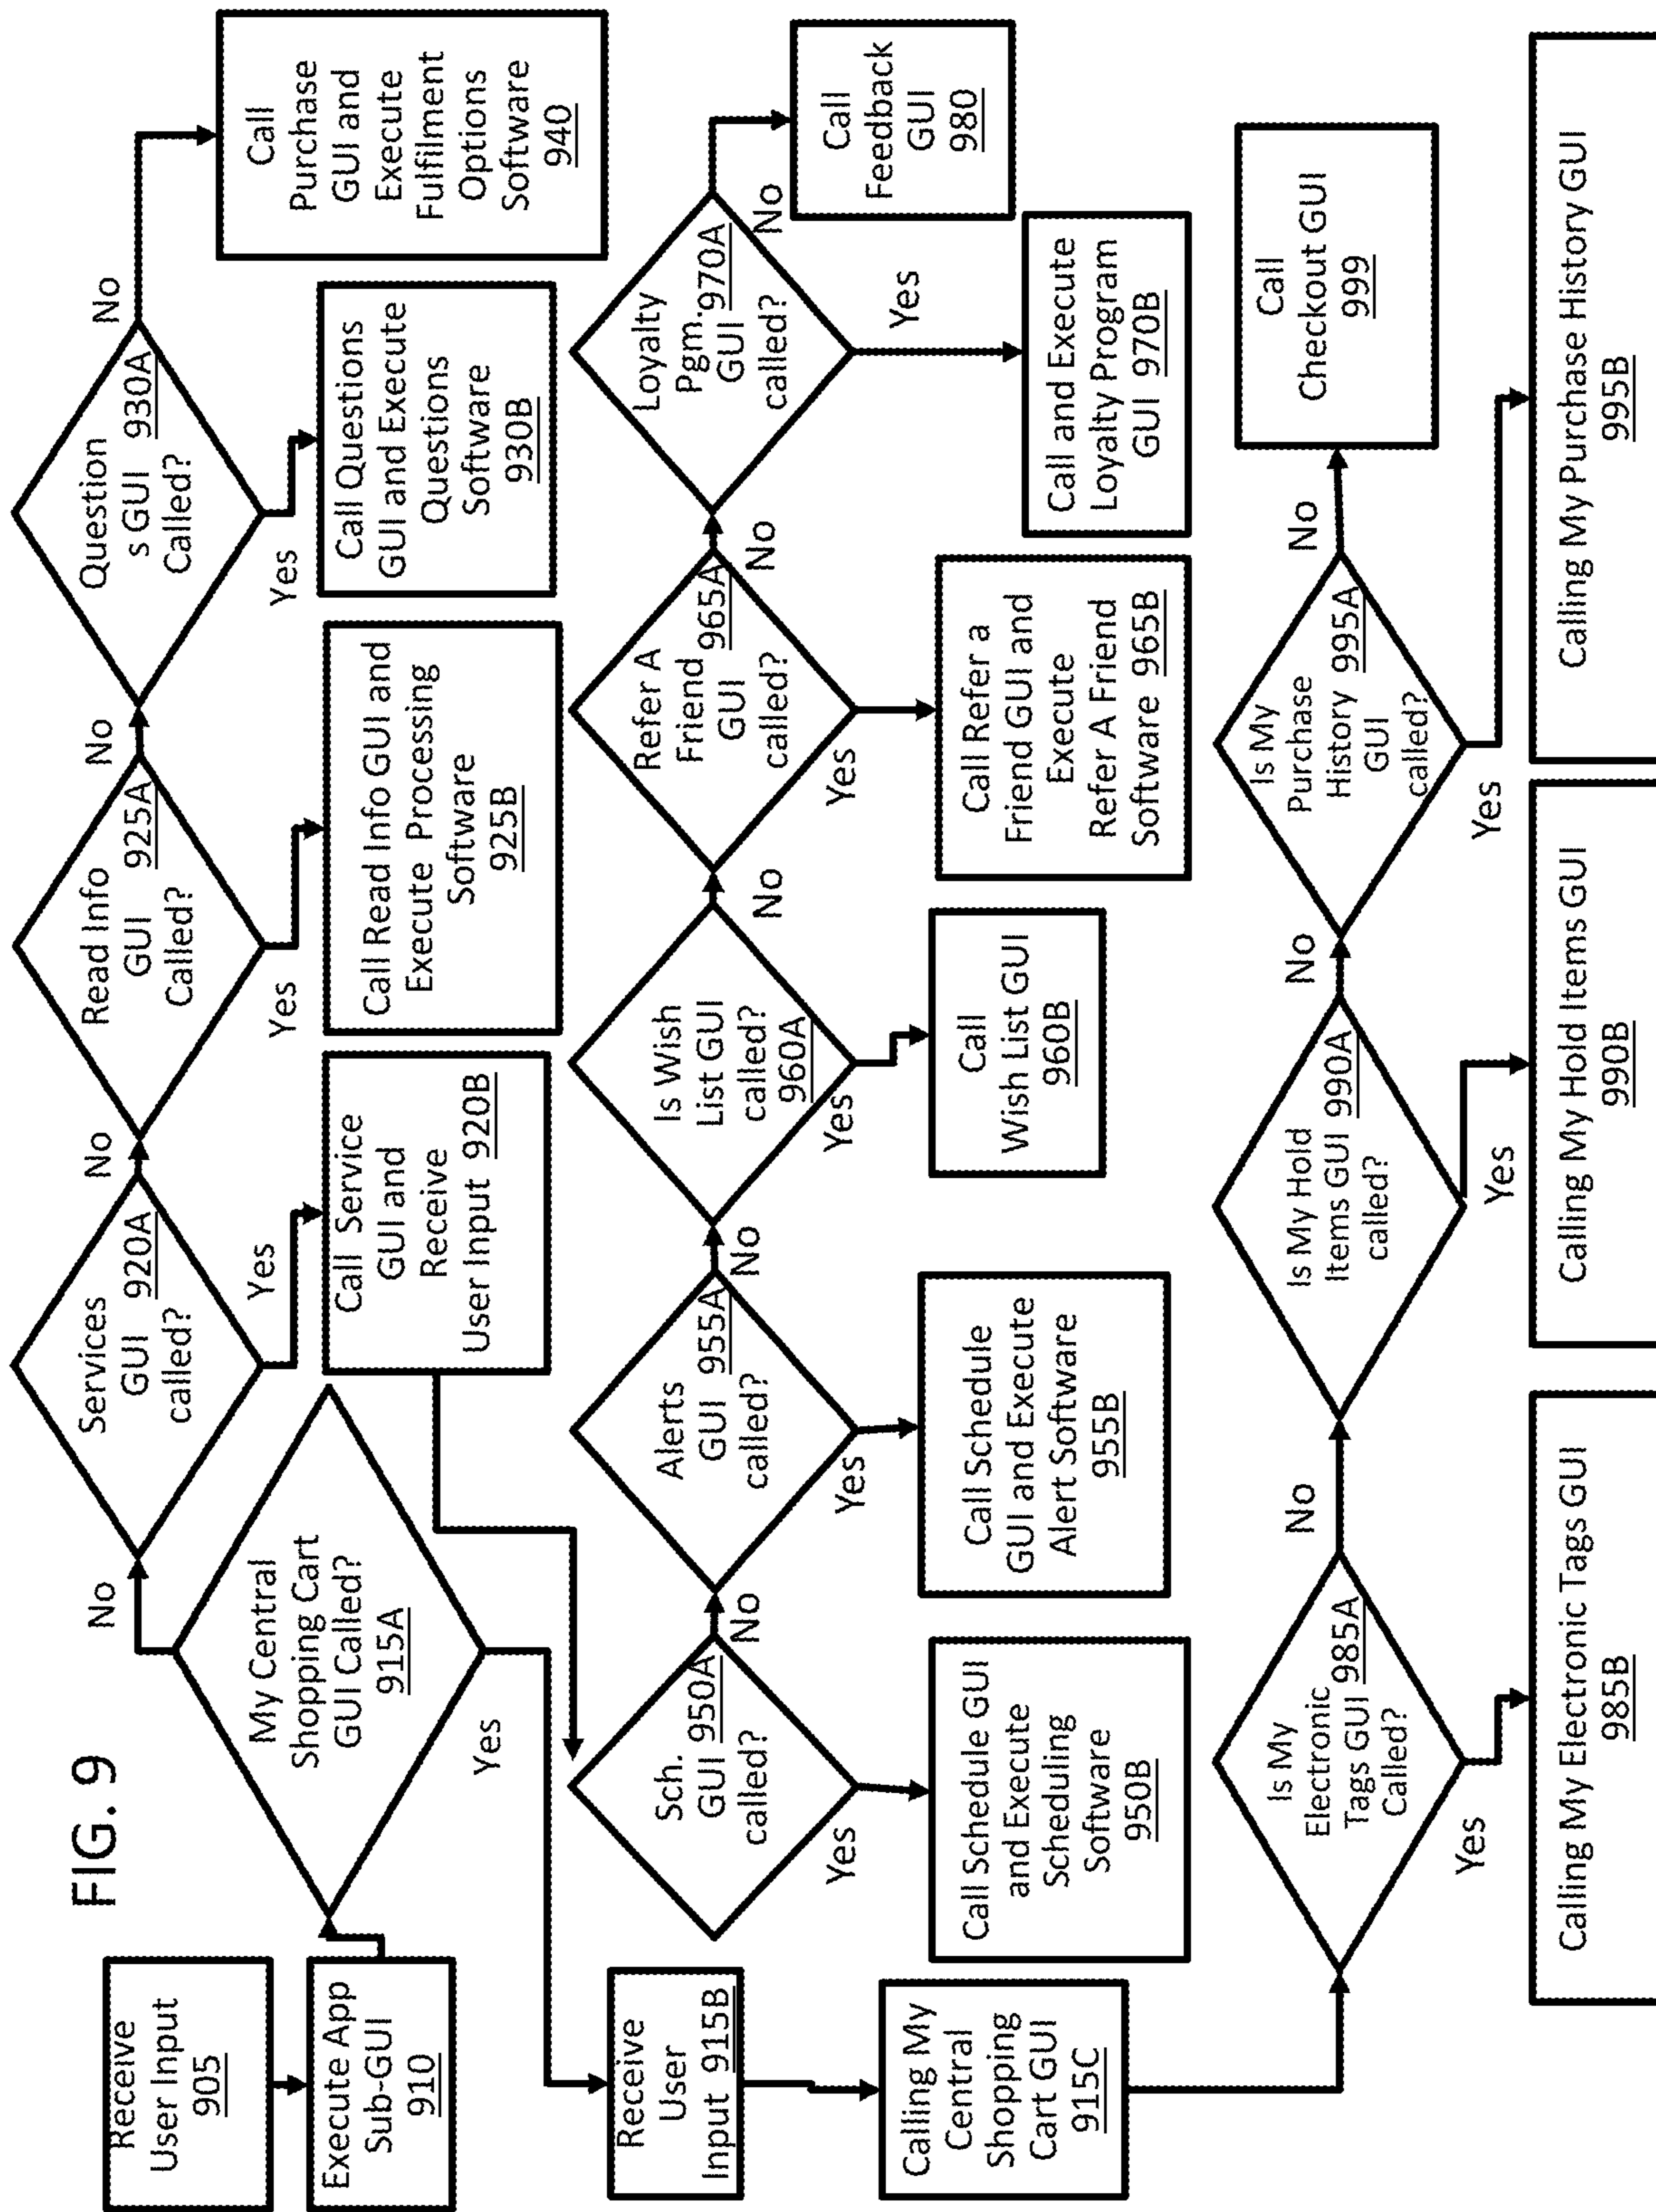 FIG. 9
Receive
User Input
905
Execute App
Sub-GUI
910
My Central
Shopping Cart
GUI Called?
915A
No
Yes
Services
GUI 920A
called?
No
Yes
Call Service
GUI and
Receive
User Input 920B
Read Info
GUI 925A
Called?
No
Yes
Call Read Info GUI and
Execute Processing
Software
925B
Question
s GUI 930A
Called?
No
Yes
Call Questions
GUI and Execute
Questions
Software
930B
Call
Purchase
GUI and
Execute
Fulfilment
Options
Software
940
Receive
User
Input 915B
Calling My
Central
Shopping
Cart GUI
915C
Sch.
GUI 950A
called?
No
Yes
Call Schedule GUI
and Execute
Scheduling
Software
950B
Alerts
GUI 955A
called?
No
Yes
Call Schedule
GUI and Execute
Alert Software
955B
Is Wish
List GUI
called?
960A
No
Yes
Call
Wish List GUI
960B
Refer A
Friend 965A
GUI
called?
No
Yes
Call Refer a
Friend GUI and
Execute
Refer A Friend
Software 965B
Loyalty
Pgm. 970A
GUI
called?
No
Yes
Call and Execute
Loyalty Program
GUI 970B
Call
Feedback
GUI
980
Is My
Electronic
Tags GUI 985A
Called?
No
Yes
Calling My Electronic Tags GUI
985B
Is My Hold
Items GUI 990A
called?
No
Yes
Calling My Hold Items GUI
990B
Is My
Purchase
History 995A
GUI
called?
No
Yes
Calling My Purchase History GUI
995B
Call
Checkout GUI
999